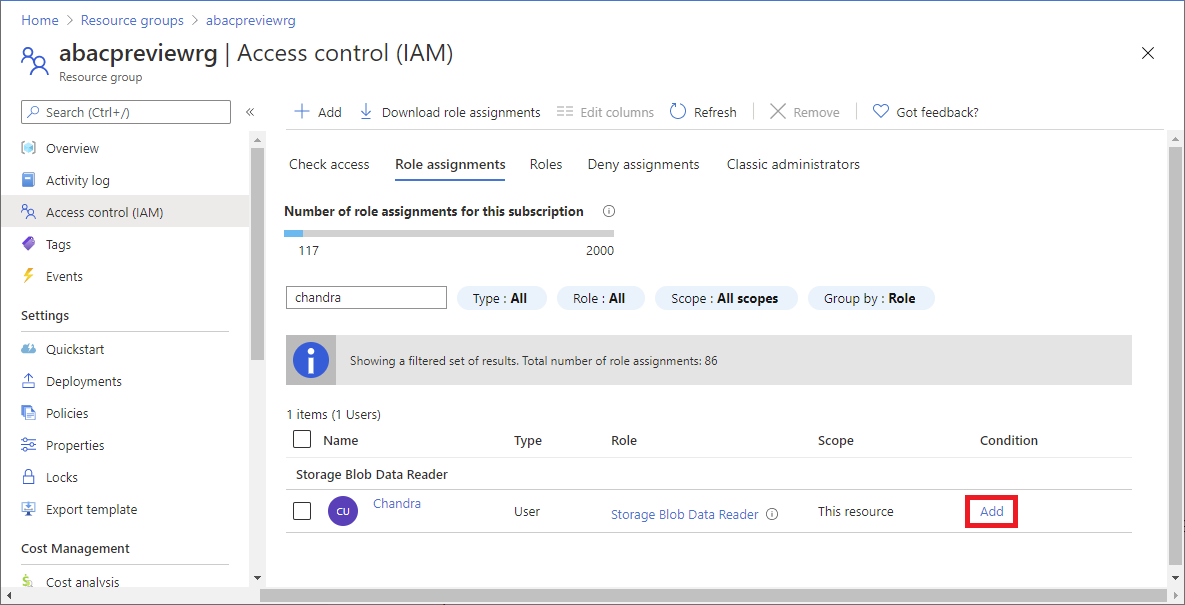 Home > Resource groups > abacpreviewrg
abacpreviewrg | Access control (IAM)
Resource group
Search (Ctrl+/)
«
Overview
Activity log
Access control (IAM)
Tags
Events
Settings
Quickstart
Deployments
Policies
Properties
Locks
Export template
Cost Management
Cost analysis
Add Download role assignments Edit columns Refresh Remove Got feedback?
Check access Role assignments Roles Deny assignments Classic administrators
Number of role assignments for this subscription
117 2000
chandra Type : All Role : All Scope : All scopes Group by : Role
Showing a filtered set of results. Total number of role assignments: 86
1 items (1 Users)
Name Type Role Scope Condition
Storage Blob Data Reader
CU Chandra User Storage Blob Data Reader This resource Add